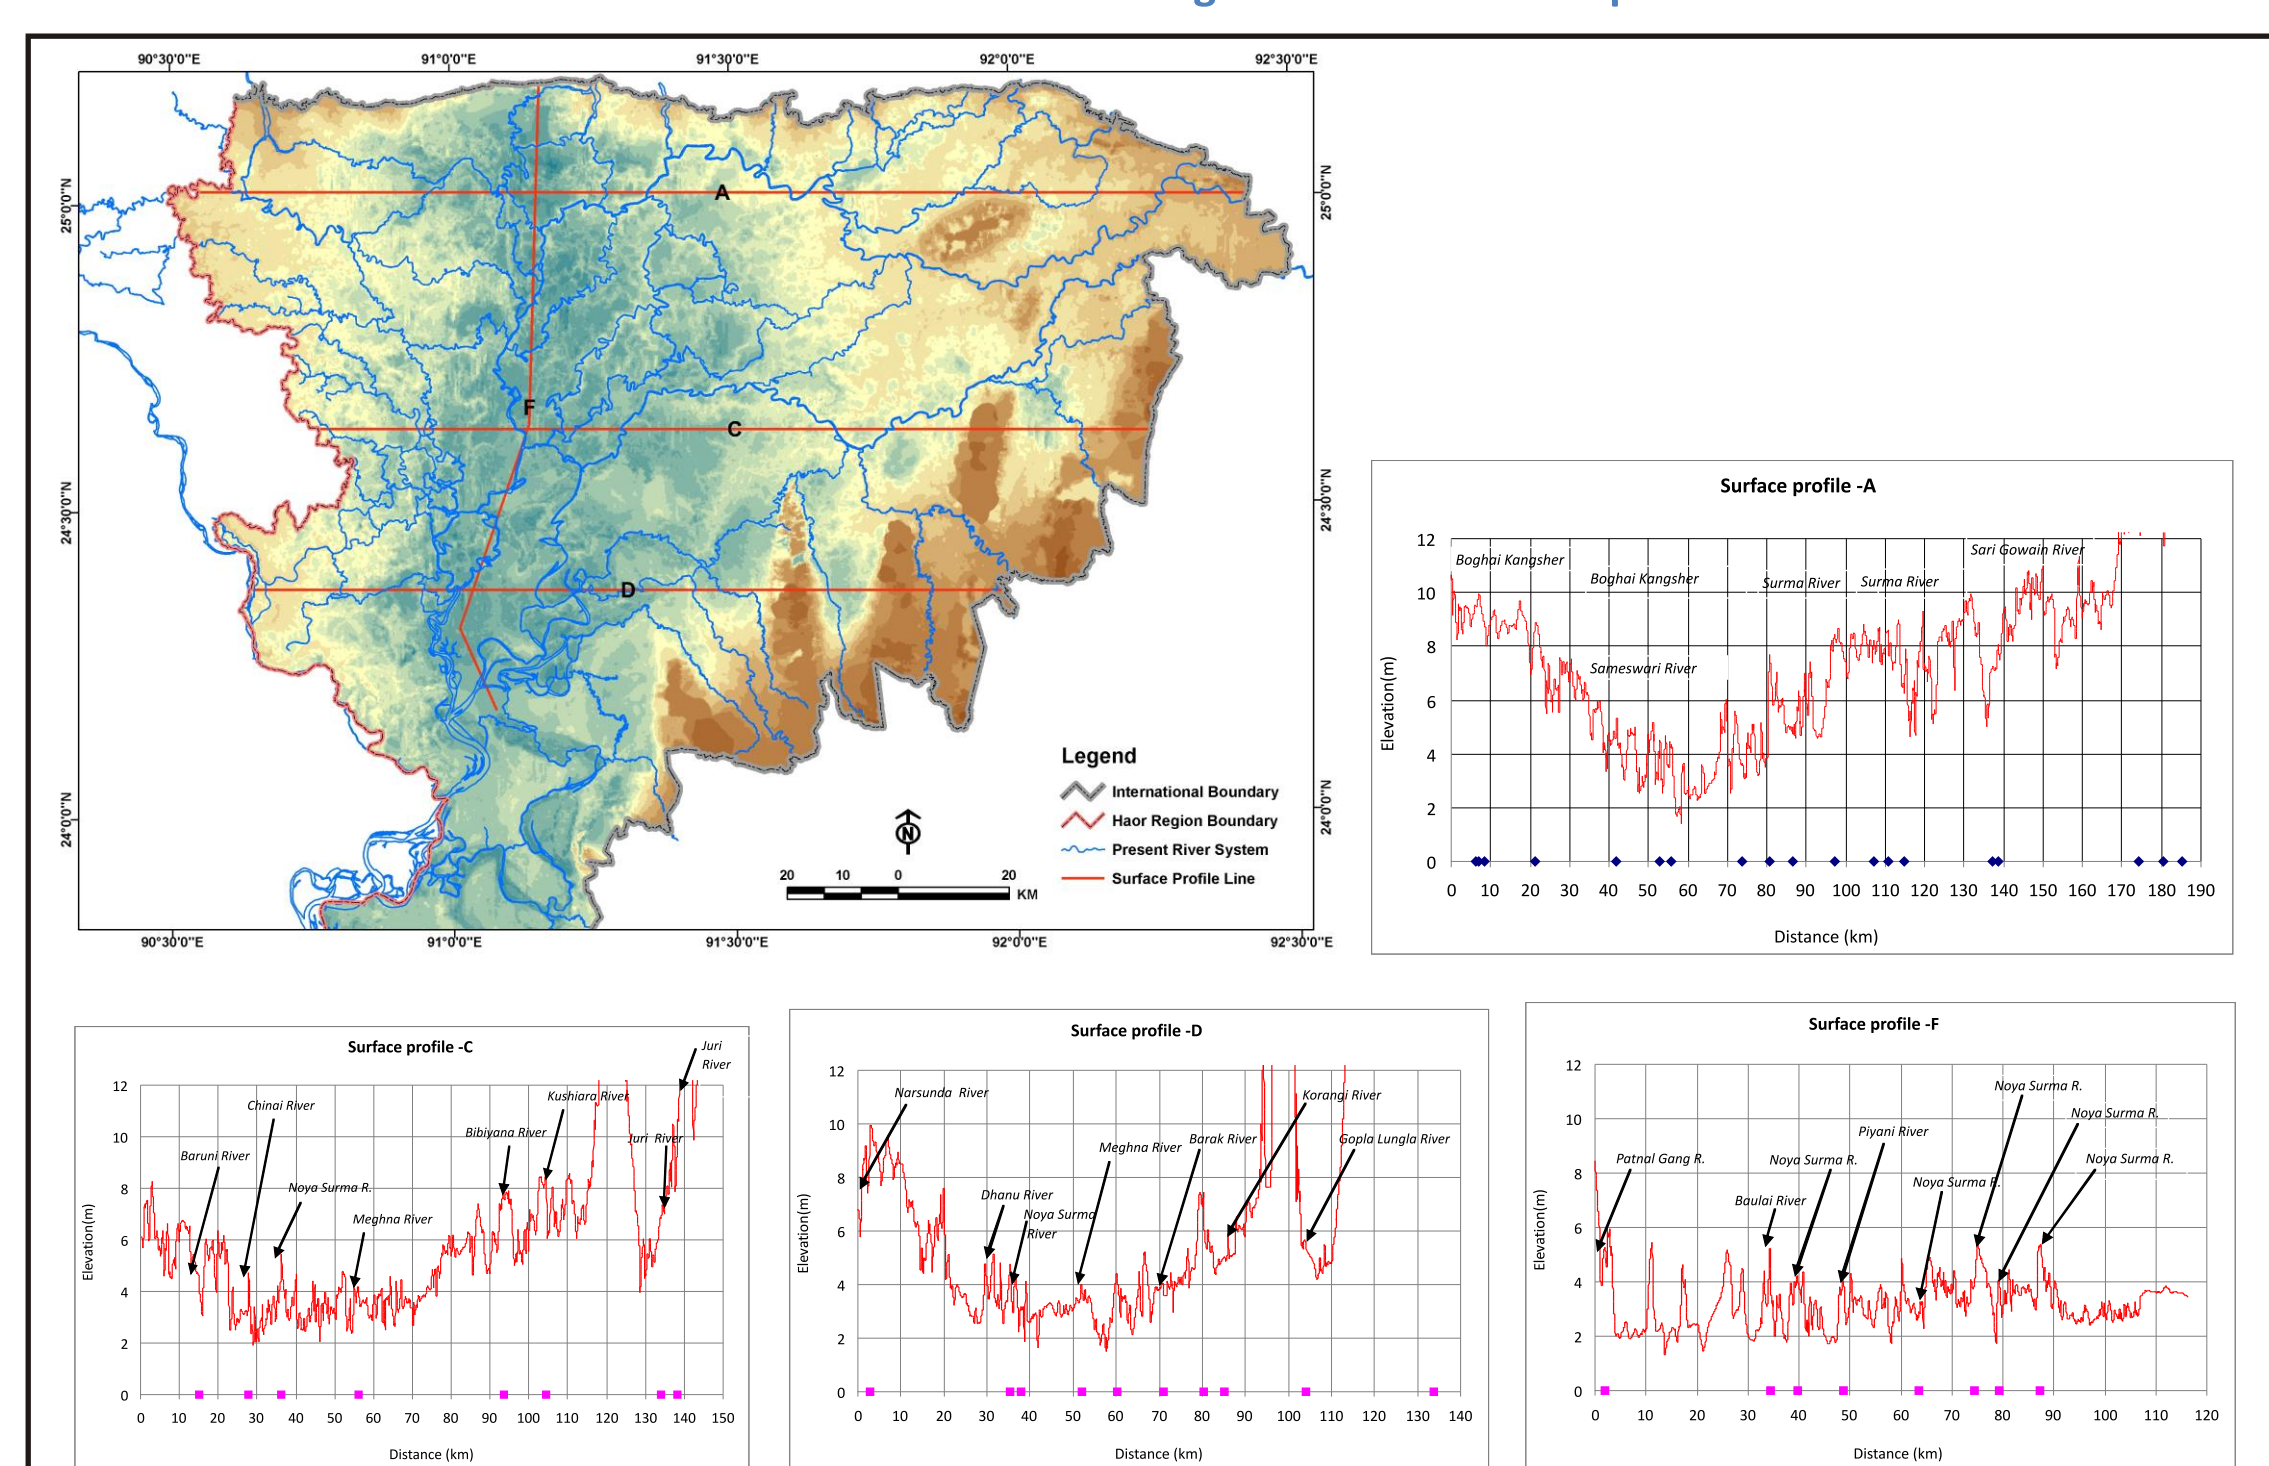 90°30'0"E 91°0'0"E 91°30'0"E 92°0'0"E 92°30'0"E
25°0'0"N
25°0'0"N
24°30'0"N
24°30'0"N
24°0'0"N
24°0'0"N
A
F
C
D
Legend
International Boundary
Haor Region Boundary
Present River System
Surface Profile Line
N
20 10 0 20
KM
90°30'0"E 91°0'0"E 91°30'0"E 92°0'0"E 92°30'0"E
Surface profile -A
Elevation(m)
12
10
8
6
4
2
0
Boghai Kangsher
Boghai Kangsher
Surma River
Surma River
Sari Gowain River
Sameswari River
0 10 20 30 40 50 60 70 80 90 100 110 120 130 140 150 160 170 180 190
Distance (km)
Surface profile -C
Elevation(m)
12
10
8
6
4
2
0
Juri
River
Chinai River
Kushiara River
Bibiyana River
Juri River
Baruni River
Noya Surma R.
Meghna River
0 10 20 30 40 50 60 70 80 90 100 110 120 130 140 150
Distance (km)
Surface profile -D
Elevation(m)
12
10
8
6
4
2
0
Narsunda River
Korangi River
Meghna River
Barak River
Gopla Lungla River
Dhanu River
Noya Surma
River
0 10 20 30 40 50 60 70 80 90 100 110 120 130 140
Distance (km)
Surface profile -F
Elevation(m)
12
10
8
6
4
2
0
Noya Surma R.
Noya Surma R.
Piyani River
Patnal Gang R.
Noya Surma R.
Noya Surma R.
Noya Surma R.
Baulai River
0 10 20 30 40 50 60 70 80 90 100 110 120
Distance (km)